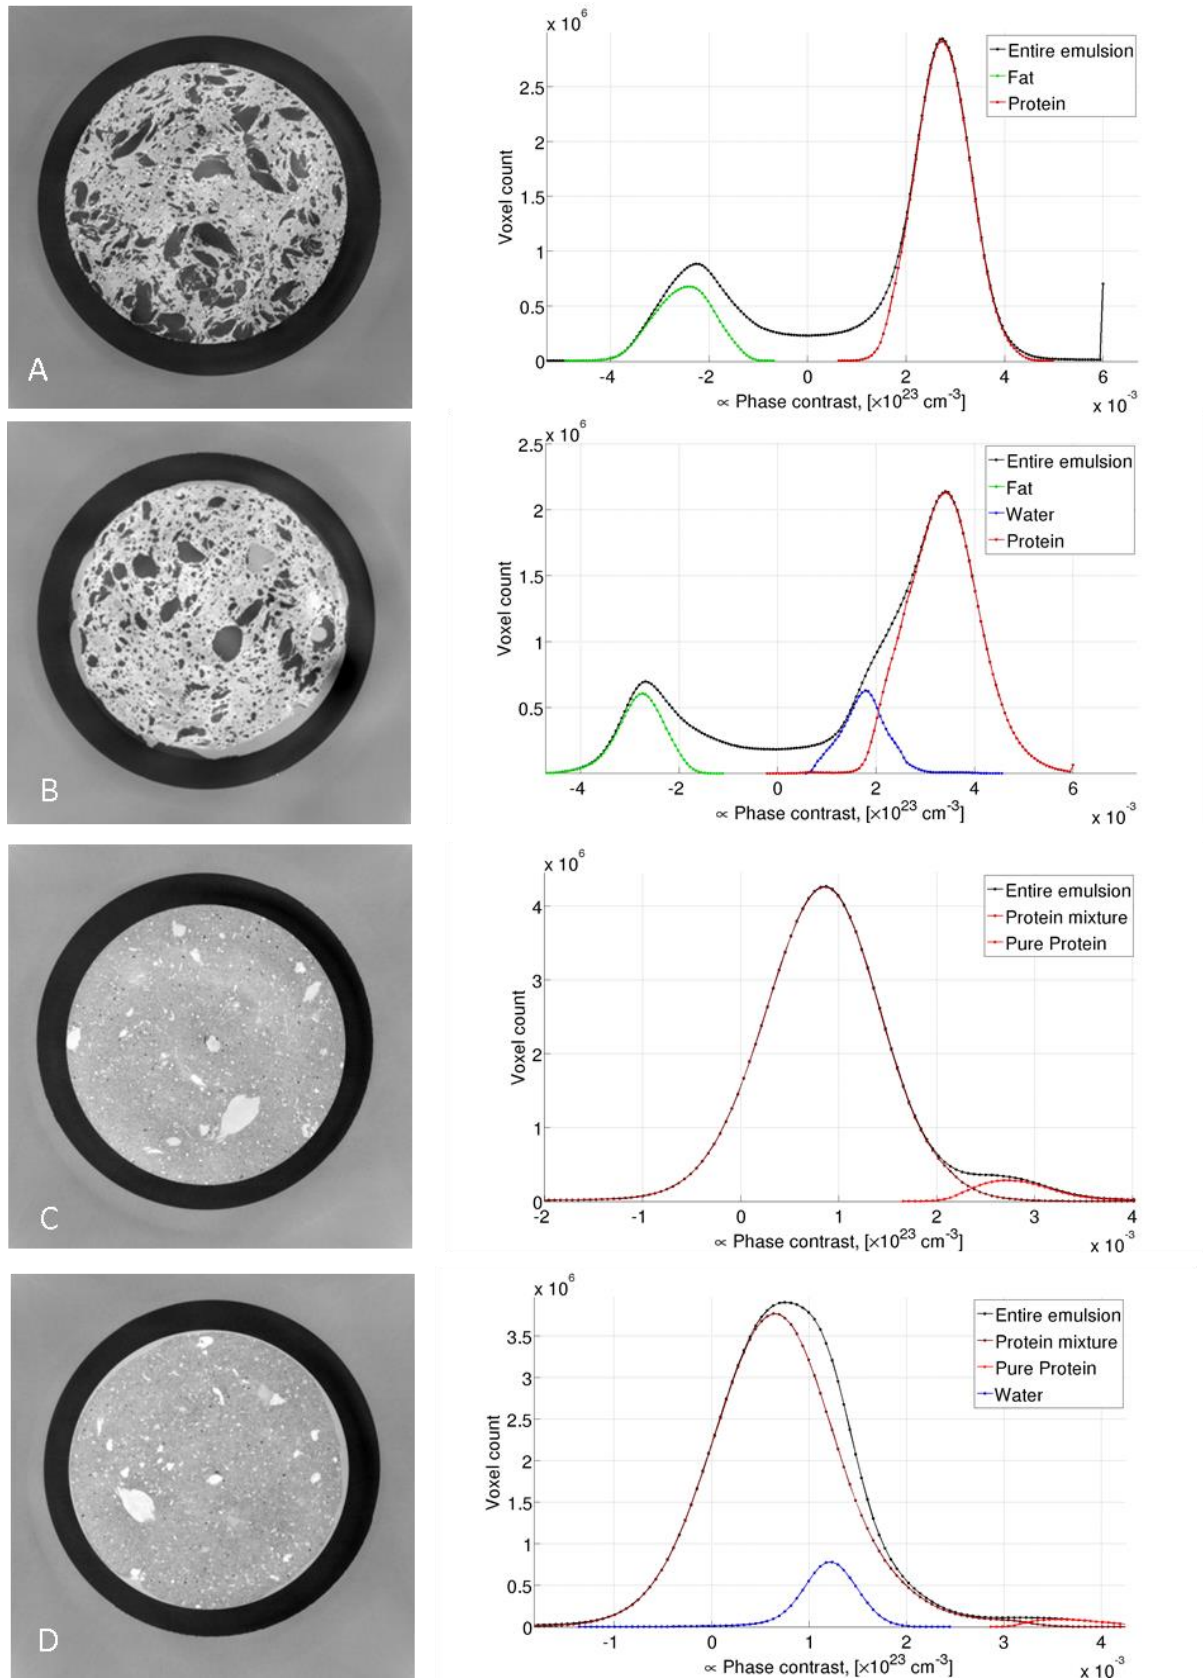 A
x 10^6
Voxel count
2.5
2
1.5
1
0.5
0
-4 -2 0 2 4 6
∝ Phase contrast, [×10^23 cm^-3]
x 10^-3
Entire emulsion
Fat
Protein
B
x 10^6
Voxel count
2.5
2
1.5
1
0.5
-4 -2 0 2 4 6
∝ Phase contrast, [×10^23 cm^-3]
x 10^-3
Entire emulsion
Fat
Water
Protein
C
x 10^6
Voxel count
4
3
2
1
0
-2 -1 0 1 2 3 4
∝ Phase contrast, [×10^23 cm^-3]
x 10^-3
Entire emulsion
Protein mixture
Pure Protein
D
x 10^6
Voxel count
3.5
3
2.5
2
1.5
1
0.5
0
-1 0 1 2 3 4
∝ Phase contrast, [×10^23 cm^-3]
x 10^-3
Entire emulsion
Protein mixture
Pure Protein
Water